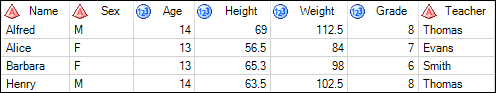 Name Sex Age Height Weight Grade Teacher
Alfred M 14 69 112.5 8 Thomas
Alice F 13 56.5 84 7 Evans
Barbara F 13 65.3 98 6 Smith
Henry M 14 63.5 102.5 8 Thomas